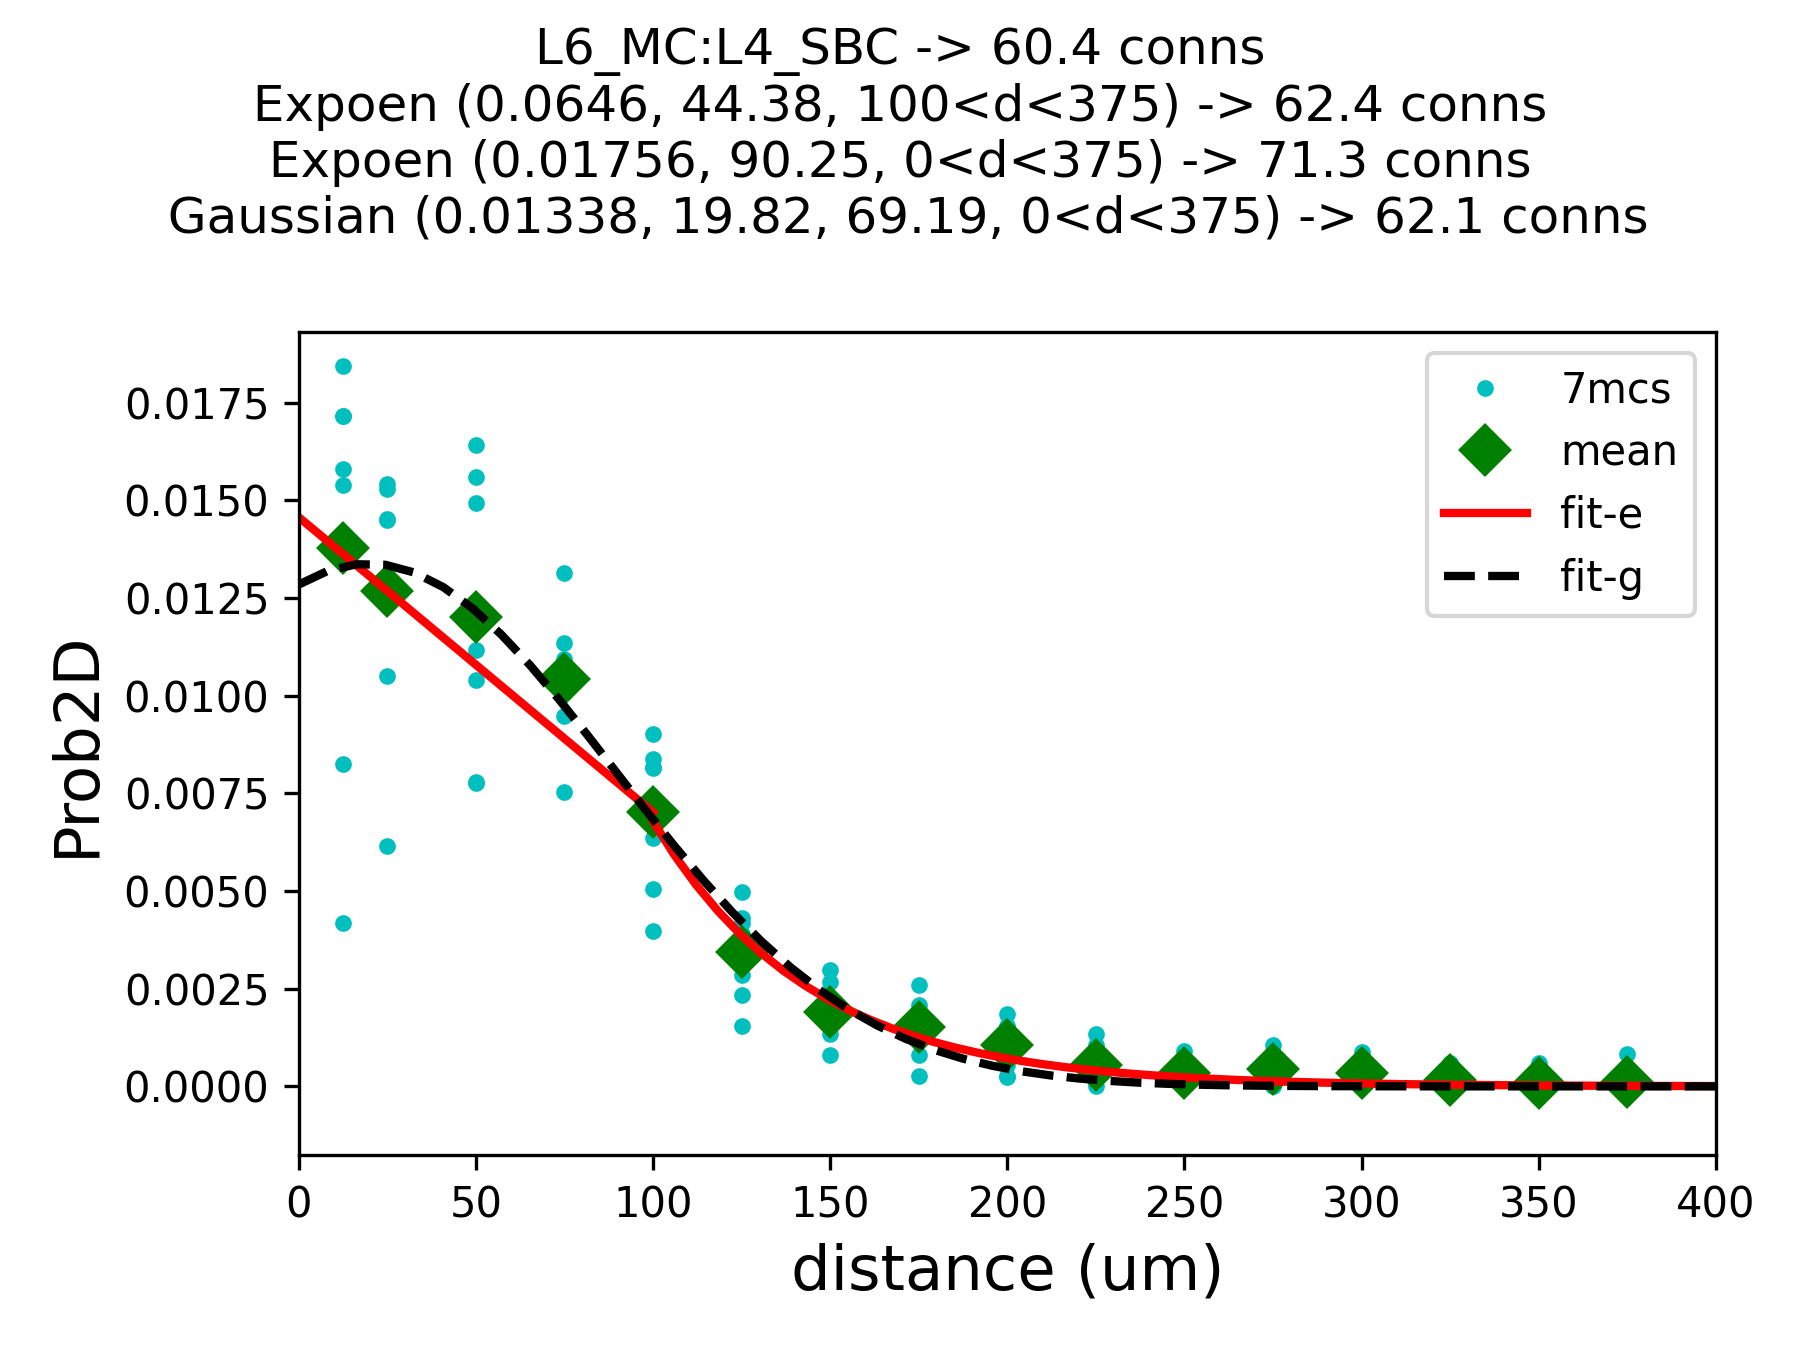 L6_MC:L4_SBC -> 60.4 conns
Expoen (0.0646, 44.38, 100<d<375) -> 62.4 conns
Expoen (0.01756, 90.25, 0<d<375) -> 71.3 conns
Gaussian (0.01338, 19.82, 69.19, 0<d<375) -> 62.1 conns
7mcs
mean
fit-e
fit-g
Prob2D
0.0175
0.0150
0.0125
0.0100
0.0075
0.0050
0.0025
0.0000
0 50 100 150 200 250 300 350 400
distance (um)